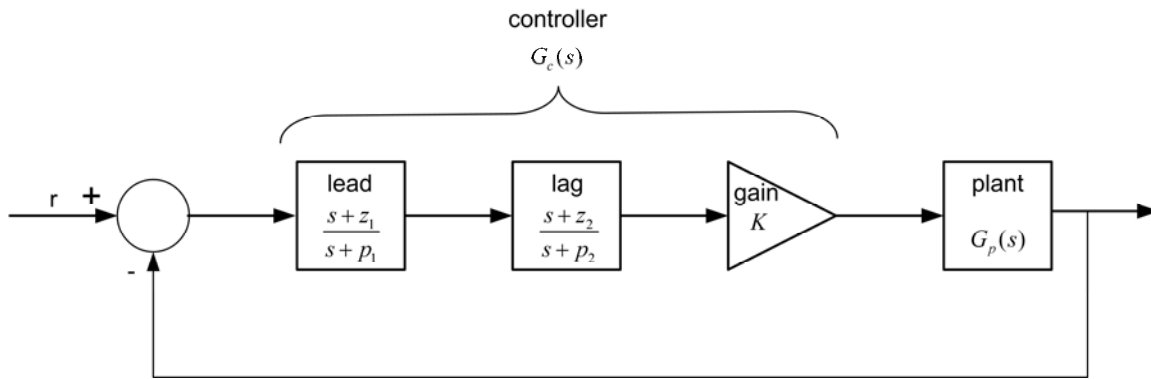 controller
G_c(s)
r
+
-
lead
s + z_1
s + p_1
lag
s + z_2
s + p_2
gain
K
plant
G_p(s)